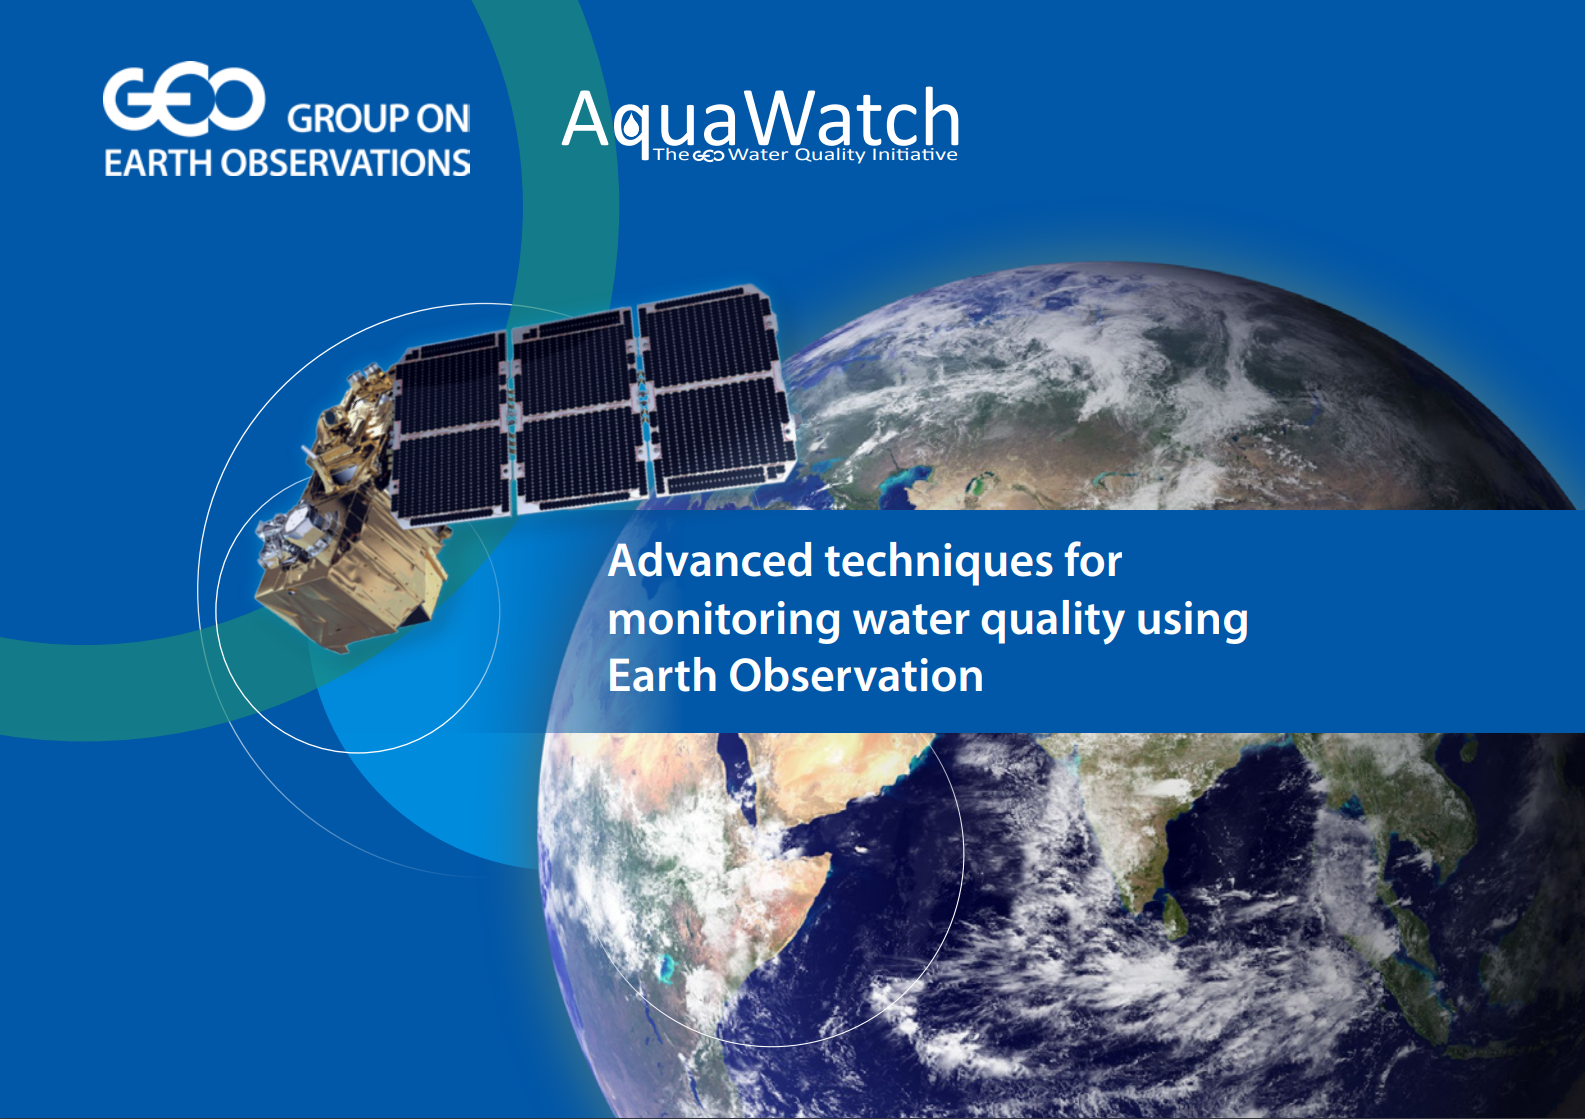 GEO GROUP ON
EARTH OBSERVATIONS
AquaWatch
The GEO Water Quality Initiative
Advanced techniques for
monitoring water quality using
Earth Observation